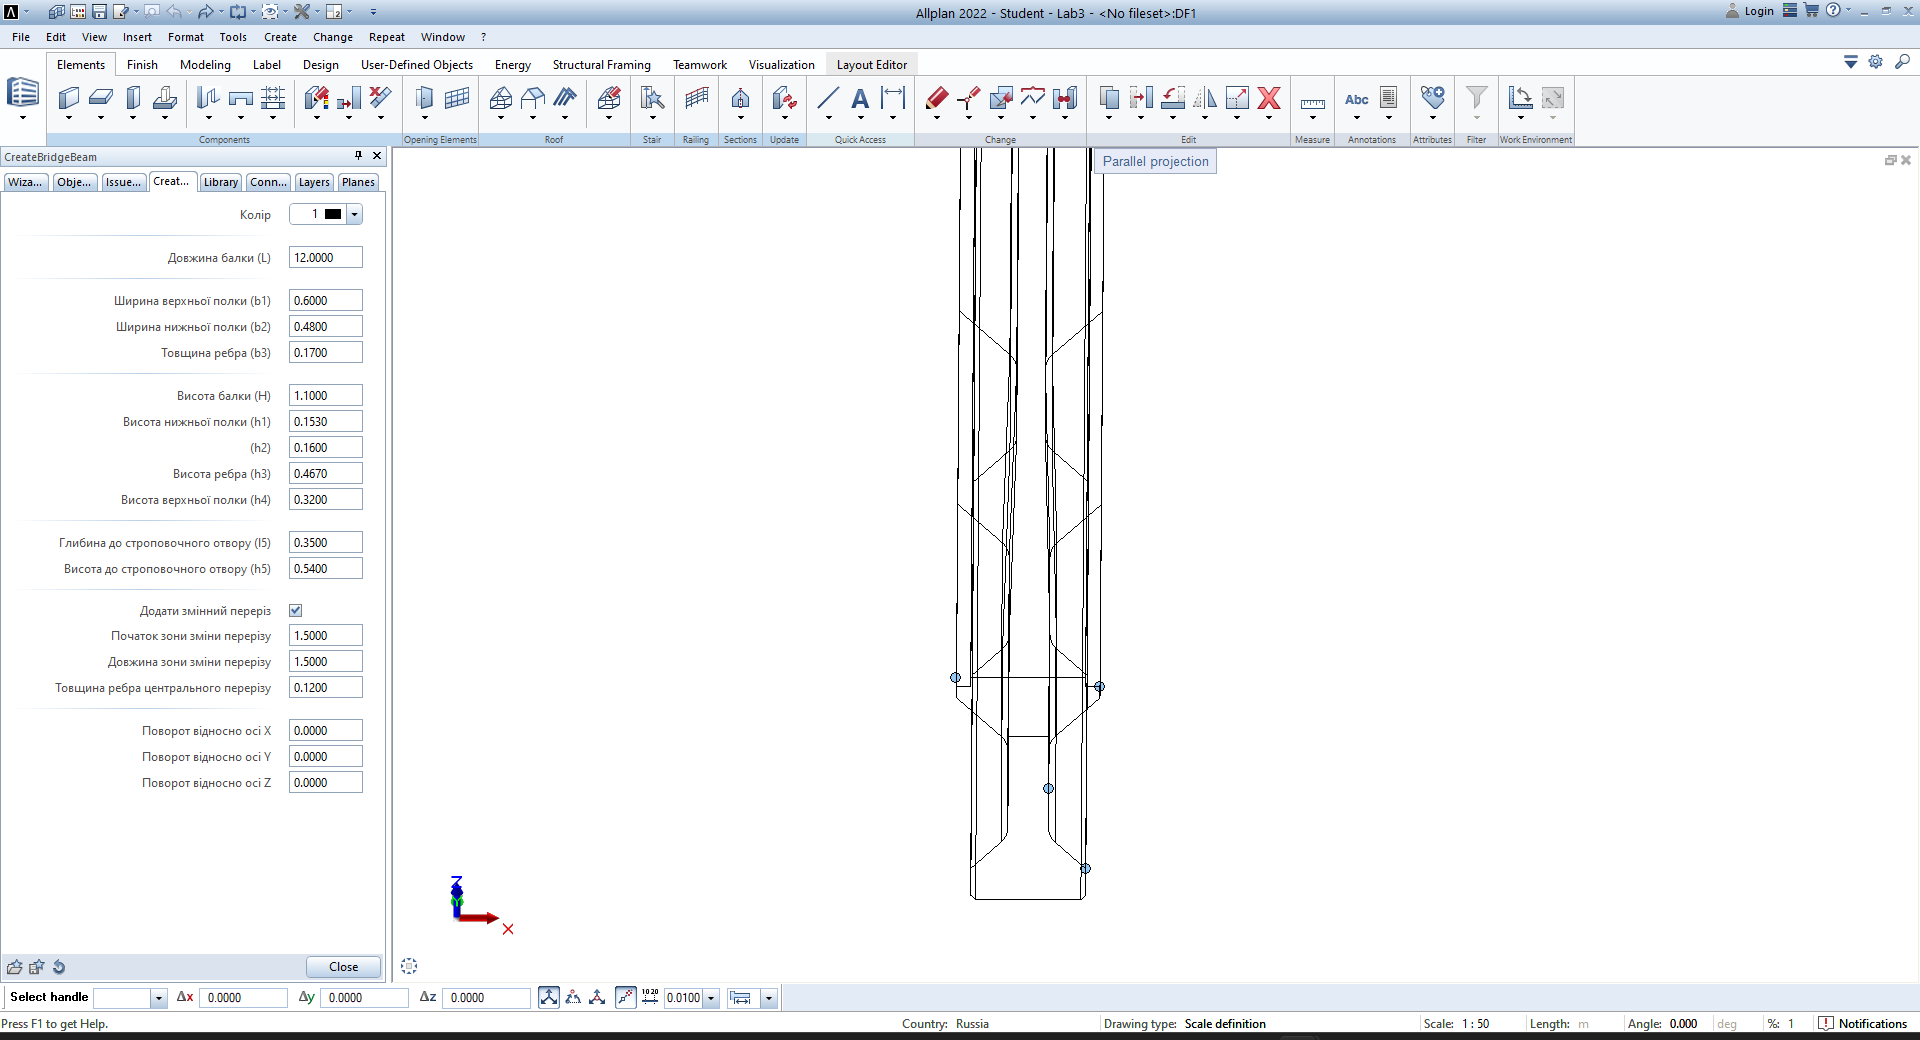 Allplan 2022 - Student - Lab3 - <No fileset>:DF1
Login
File Edit View Insert Format Tools Create Change Repeat Window ?
Elements Finish Modeling Label Design User-Defined Objects Energy Structural Framing Teamwork Visualization Layout Editor
Abc
Components Opening Elements Roof Stair Railing Sections Update Quick Access Change Edit Measure Annotations Attributes Filter Work Environment
CreateBridgeBeam
Parallel projection
Wiza... Obje... Issue... Creat... Library Conn... Layers Planes
Колір 1
Довжина балки (L) 12.0000
Ширина верхньої полки (b1) 0.6000
Ширина нижньої полки (b2) 0.4800
Товщина ребра (b3) 0.1700
Висота балки (H) 1.1000
Висота нижньої полки (h1) 0.1530
(h2) 0.1600
Висота ребра (h3) 0.4670
Висота верхньої полки (h4) 0.3200
Глибина до строповочного отвору (l5) 0.3500
Висота до строповочного отвору (h5) 0.5400
Додати змінний переріз
Початок зони зміни перерізу 1.5000
Довжина зони зміни перерізу 1.5000
Товщина ребра центрального перерізу 0.1200
Поворот відносно осі X 0.0000
Поворот відносно осі Y 0.0000
Поворот відносно осі Z 0.0000
Z
Y
X
Close
Select handle Δx 0.0000 Δy 0.0000 Δz 0.0000 1020 0.0100
Press F1 to get Help. Country: Russia Drawing type: Scale definition Scale: 1 : 50 Length: m Angle: 0.000 deg %: 1 Notifications